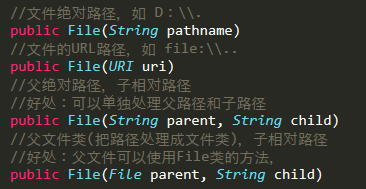 //文件绝对路径，如 D：\\.
public File(String pathname)
//文件的URL路径，如 file:\\..
public File(URI uri)
//父绝对路径，子相对路径
//好处：可以单独处理父路径和子路径
public File(String parent, String child)
//父文件类(把路径处理成文件类)，子相对路径
//好处：父文件可以使用File类的方法，
public File(File parent, String child)